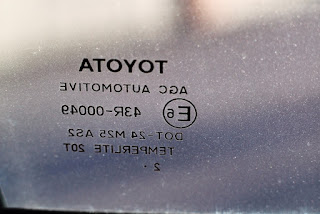 TOYOTA
AGC AUTOMOTIVE
E6 43R-00049
DOT-24 M25 AS2
TEMPERLITE 20T
2 •